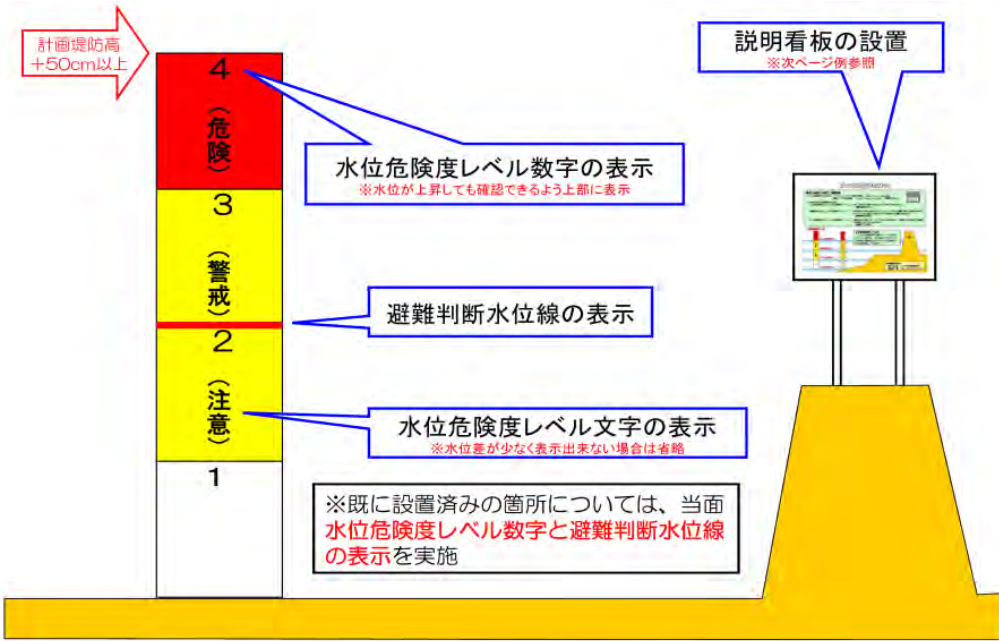 計画堤防高
+50cm以上
4
（危険）
3
（警戒）
2
（注意）
1
説明看板の設置
※次ページ例参照
水位危険度レベル数字の表示
※水位が上昇しても確認できるよう上部に表示
避難判断水位線の表示
水位危険度レベル文字の表示
※水位差が少なく表示出来ない場合は省略
※既に設置済みの箇所については、当面
水位危険度レベル数字と避難判断水位線
の表示を実施